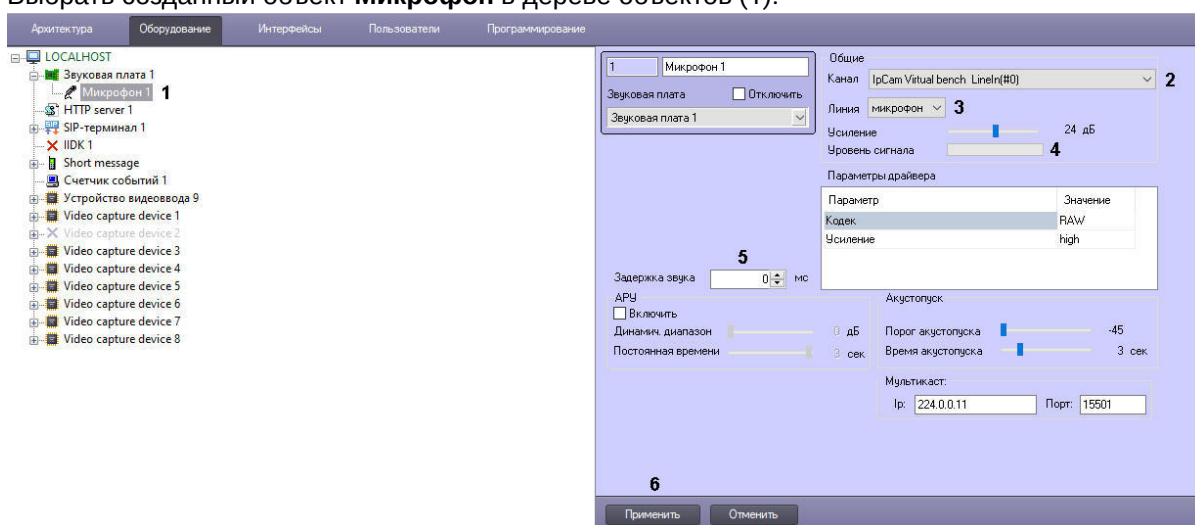 Выбрать созданный объект Микрофон в дереве объектов (1).
Архитектура Оборудование Интерфейсы Пользователи Программирование
LOCALHOST
Звуковая плата 1
Микрофон 1 1
HTTP server 1
SIP-терминал 1
IIDK 1
Short message
Счетчик событий 1
Устройство видеоввода 9
Video capture device 1
Video capture device 2
Video capture device 3
Video capture device 4
Video capture device 5
Video capture device 6
Video capture device 7
Video capture device 8
1 Микрофон 1
Звуковая плата Отключить
Звуковая плата 1
Общие
Канал IpCam Virtual bench LineIn(#0) 2
Линия микрофон 3
Усиление 24 дБ
Уровень сигнала 4
Параметры драйвера
Параметр Значение
Кодек RAW
Усиление high
5
Задержка звука 0 мс
АРУ
Включить
Динамич. диапазон 0 дБ
Постоянная времени 3 сек
Акустопуск
Порог акустопуска -45
Время акустопуска 3 сек
Мультикаст:
Ip: 224.0.0.11 Порт: 15501
6
Применить Отменить